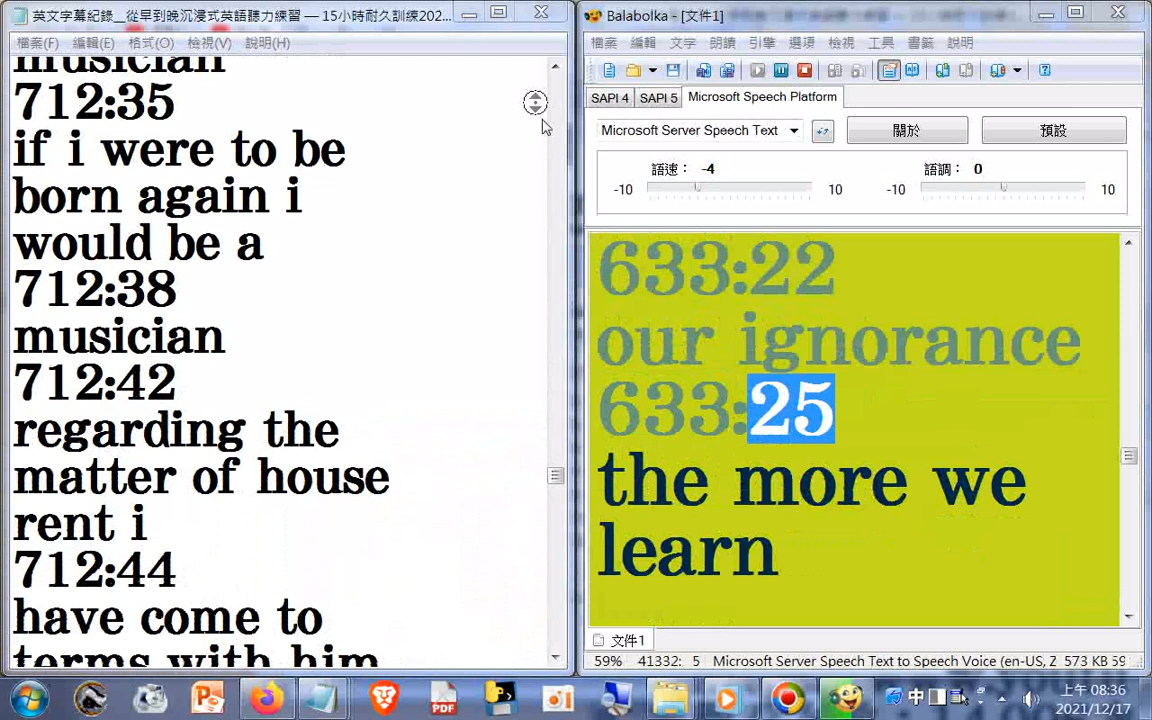 英文字幕紀錄__從早到晚沉浸式英語聽力練習 — 15小時耐久訓練202...
檔案(F) 編輯(E) 格式(O) 檢視(V) 說明(H)
musician
712:35
if i were to be
born again i
would be a
712:38
musician
712:42
regarding the
matter of house
rent i
712:44
have come to
terms with him
Balabolka - [文件1]
檔案 編輯 文字 朗讀 引擎 選項 檢視 工具 書籤 說明
SAPI 4 SAPI 5 Microsoft Speech Platform
Microsoft Server Speech Text 關於 預設
語速： -4 語調： 0
-10 10 -10 10
633:22
our ignorance
633:25
the more we
learn
文件1
59% 41332: 5 Microsoft Server Speech Text to Speech Voice (en-US, Z 573 KB 59
PDF
中
上午 08:36
2021/12/17